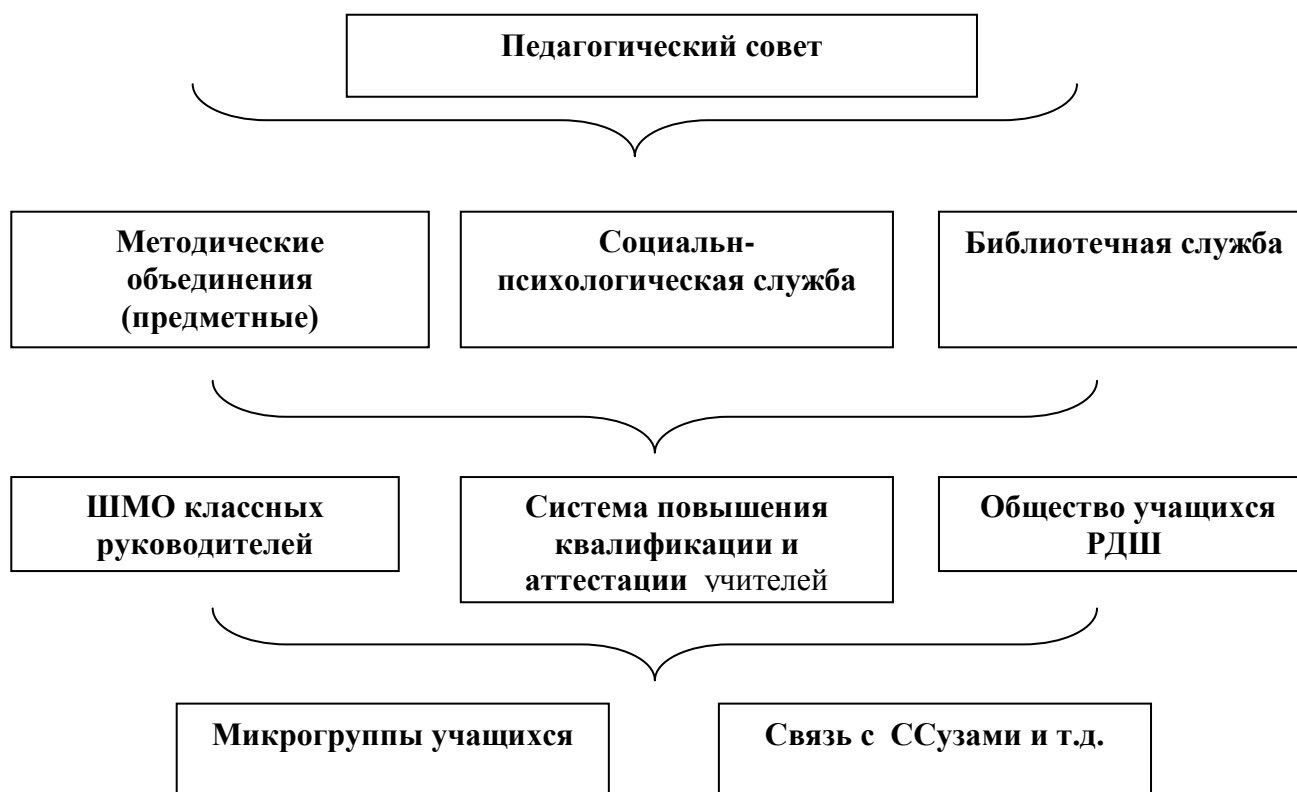 Педагогический совет
Методические
объединения
(предметные)
Социальн-
психологическая служба
Библиотечная служба
ШМО классных
руководителей
Система повышения
квалификации и
аттестации учителей
Общество учащихся
РДШ
Микрогруппы учащихся
Связь с ССузами и т.д.